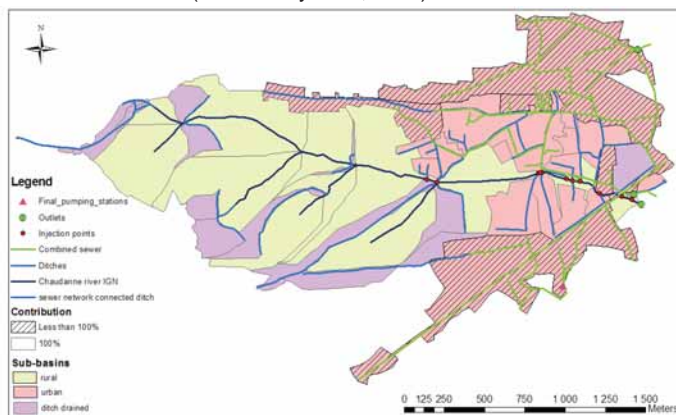 N
Legend
Final_pumping_stations
Outlets
Injection points
Combined sewer
Ditches
Chaudanne river IGN
sewer network connected ditch
Contribution
Less than 100%
100%
Sub-basins
rural
urban
ditch drained
0 125 250 500 750 1 000 1 250 1 500
Meters